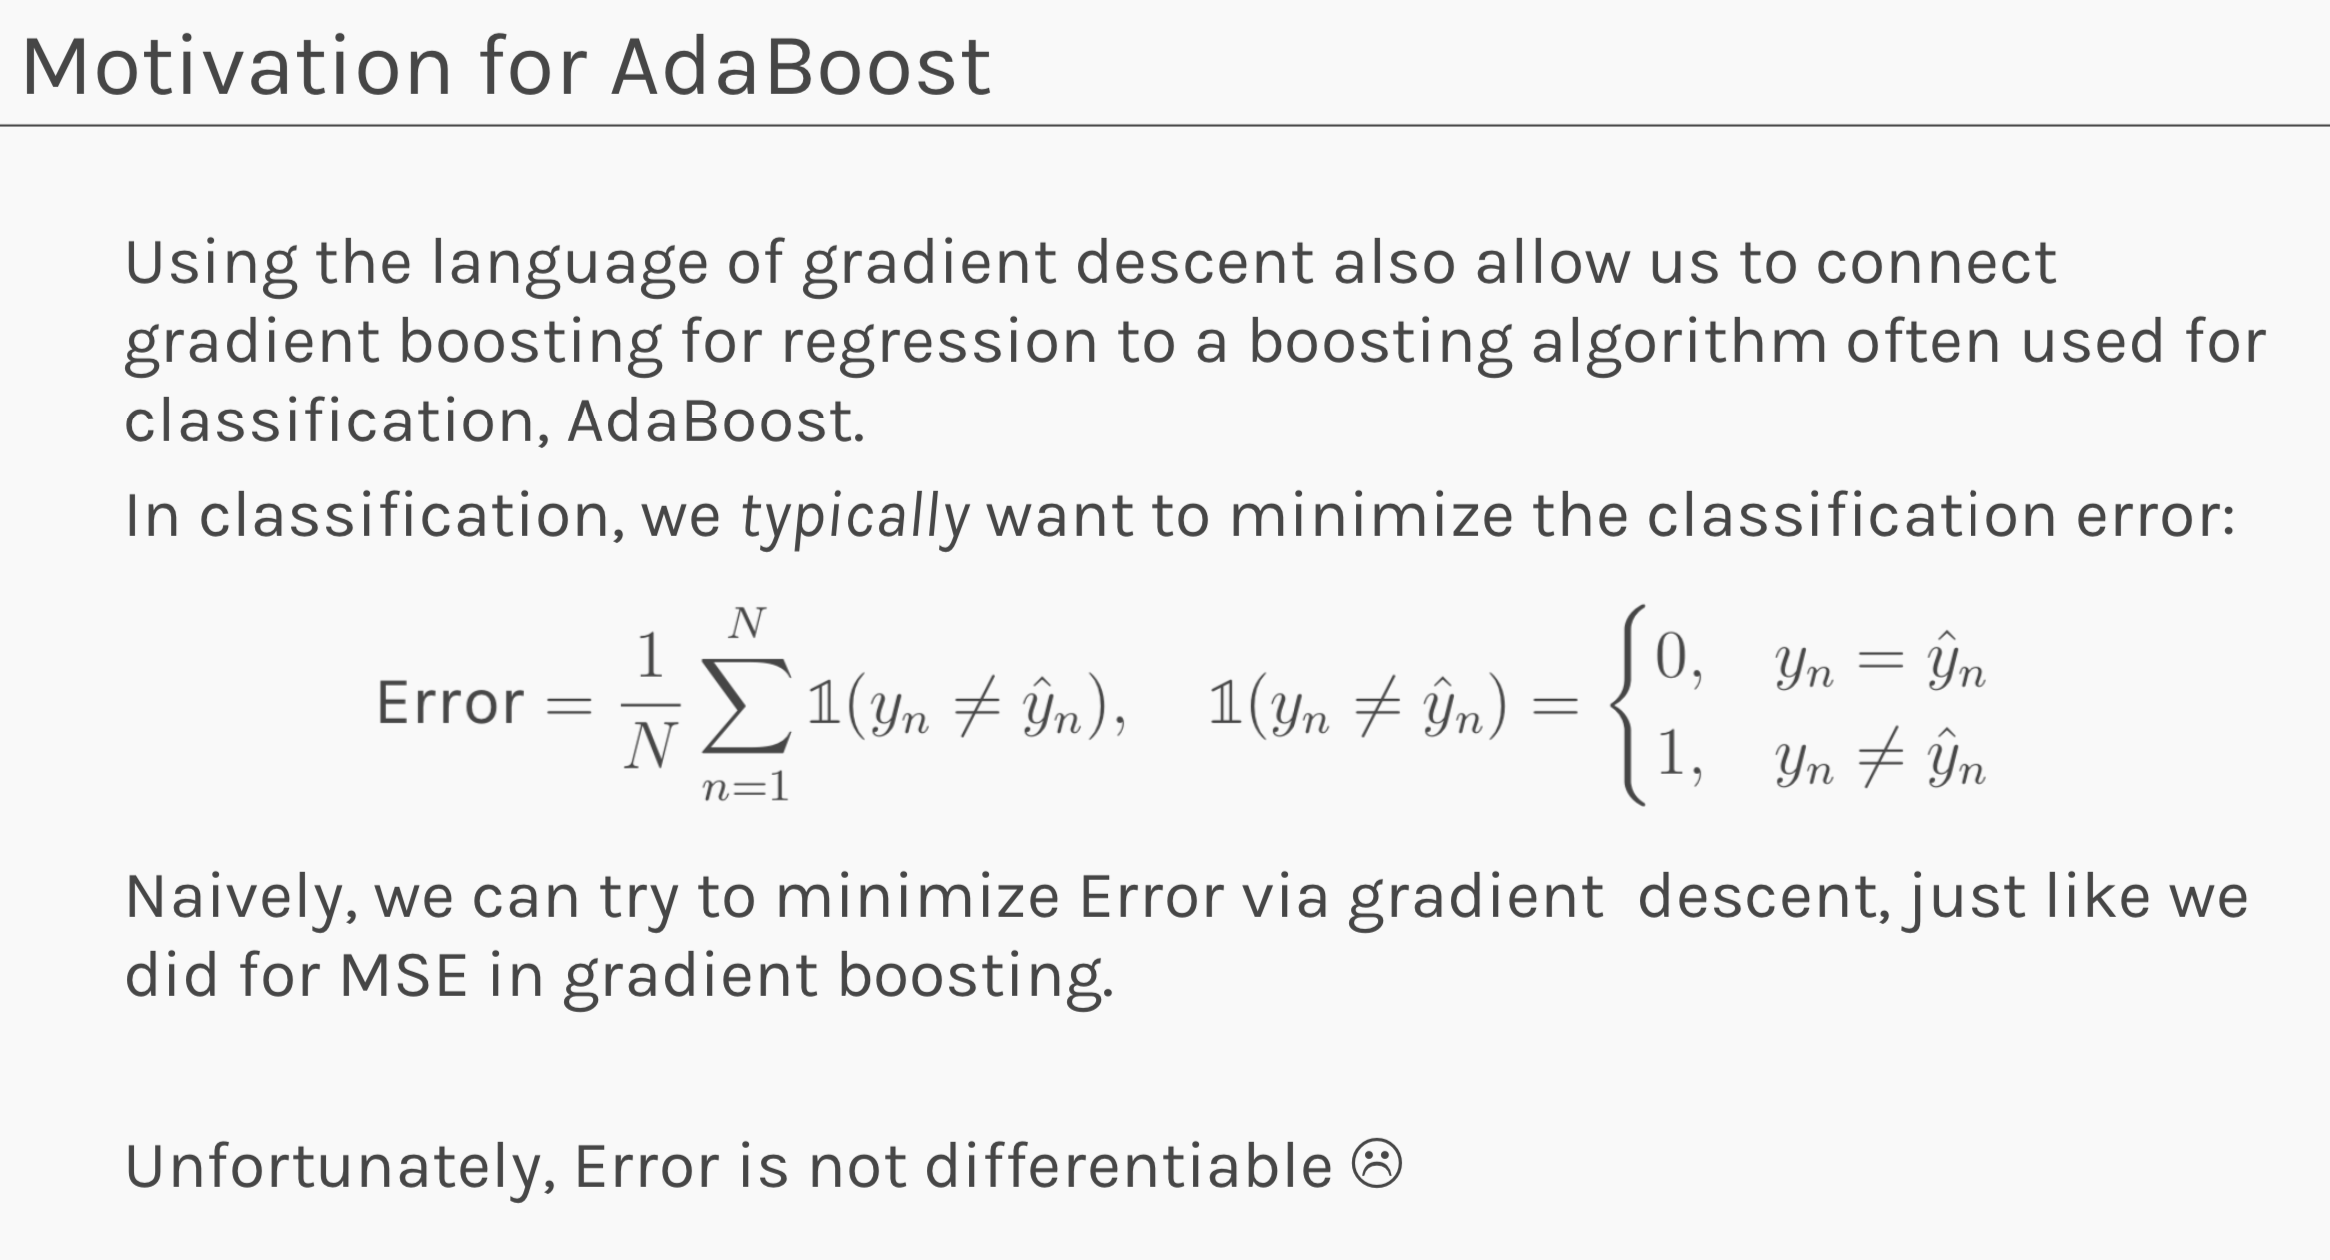 Motivation for AdaBoost
Using the language of gradient descent also allow us to connect
gradient boosting for regression to a boosting algorithm often used for
classification, AdaBoost.
In classification, we typically want to minimize the classification error:
Error = \frac{1}{N} \sum_{n=1}^{N} \mathbb{1}(y_n \neq \hat{y}_n), \quad \mathbb{1}(y_n \neq \hat{y}_n) = \begin{cases} 0, & y_n = \hat{y}_n \\ 1, & y_n \neq \hat{y}_n \end{cases}
Naively, we can try to minimize Error via gradient  descent, just like we
did for MSE in gradient boosting.
Unfortunately, Error is not differentiable ☹